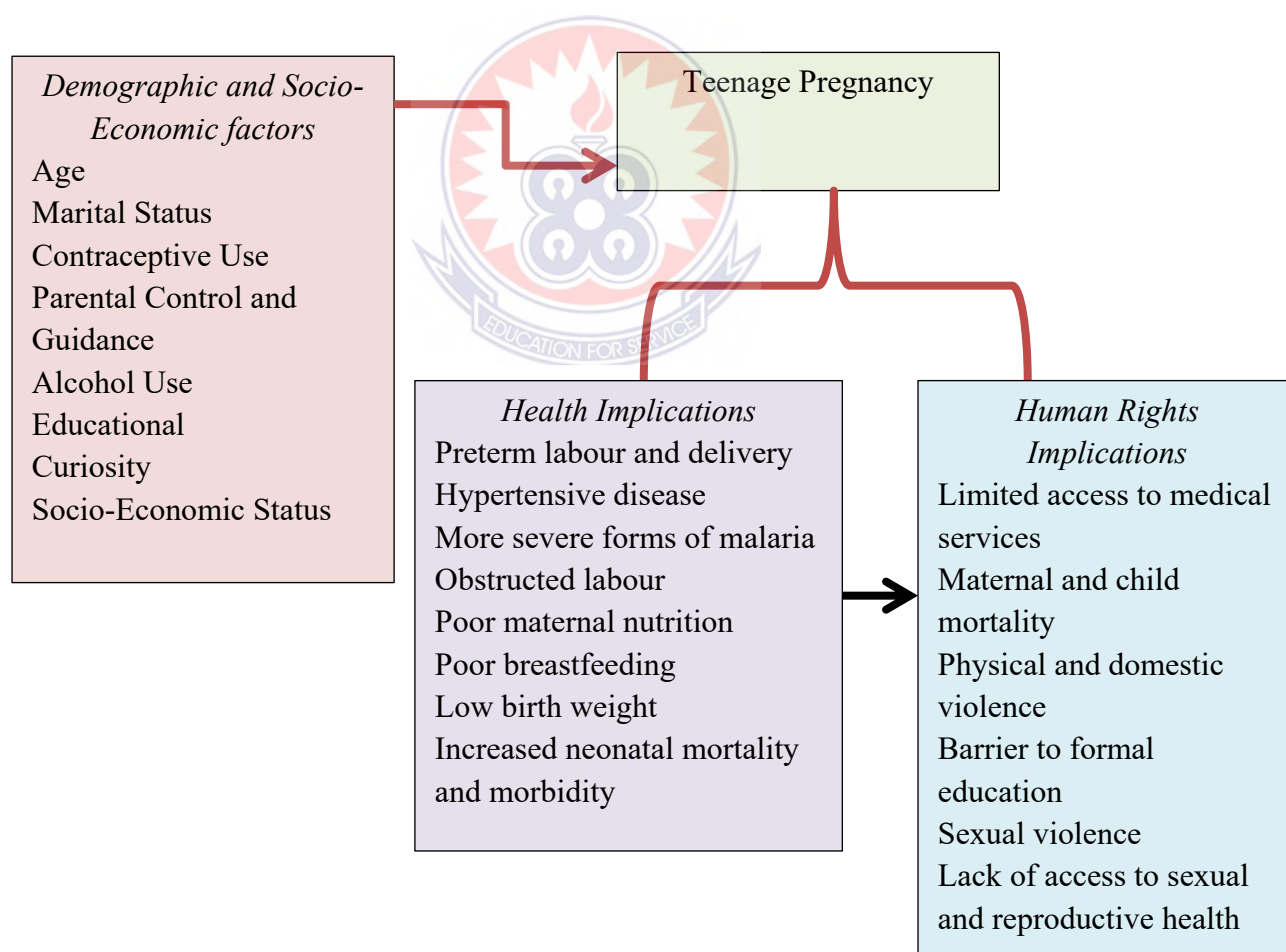 Demographic and Socio-
Economic factors
Age
Marital Status
Contraceptive Use
Parental Control and
Guidance
Alcohol Use
Educational
Curiosity
Socio-Economic Status
Teenage Pregnancy
EDUCATION FOR SERVICE
Health Implications
Preterm labour and delivery
Hypertensive disease
More severe forms of malaria
Obstructed labour
Poor maternal nutrition
Poor breastfeeding
Low birth weight
Increased neonatal mortality
and morbidity
Human Rights
Implications
Limited access to medical
services
Maternal and child
mortality
Physical and domestic
violence
Barrier to formal
education
Sexual violence
Lack of access to sexual
and reproductive health